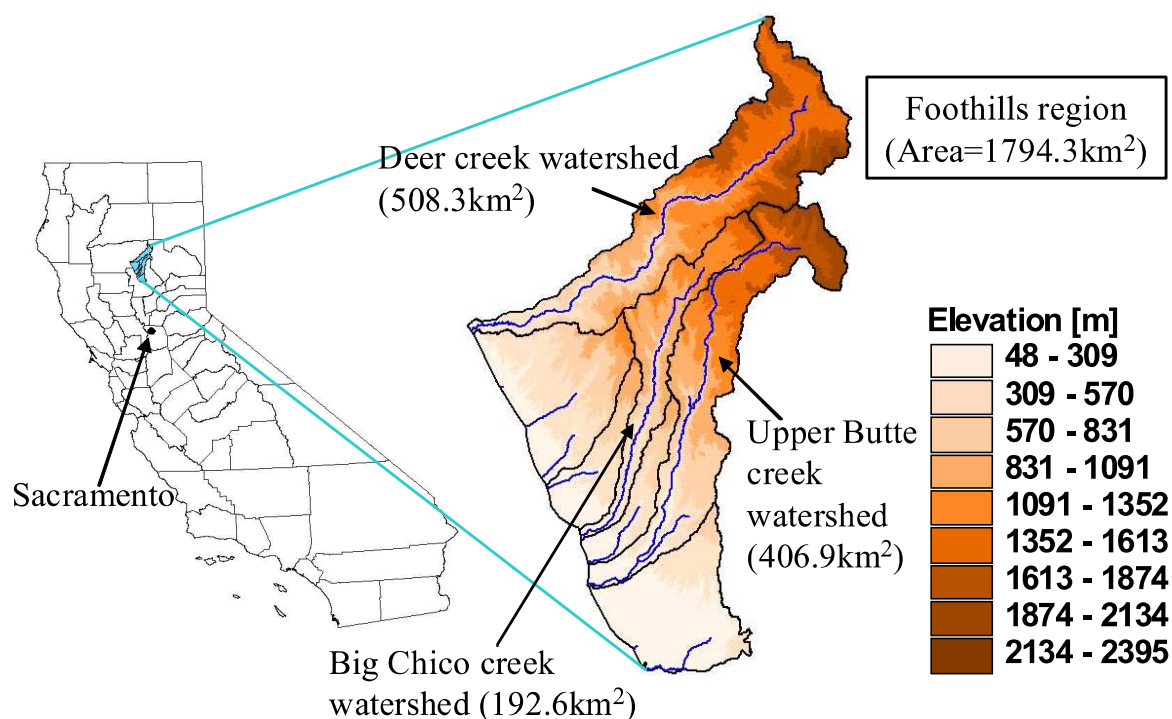 Foothills region
(Area=1794.3km²)
Deer creek watershed
(508.3km²)
Elevation [m]
48 - 309
309 - 570
570 - 831
831 - 1091
1091 - 1352
1352 - 1613
1613 - 1874
1874 - 2134
2134 - 2395
Upper Butte
creek
watershed
(406.9km²)
Sacramento
Big Chico creek
watershed (192.6km²)